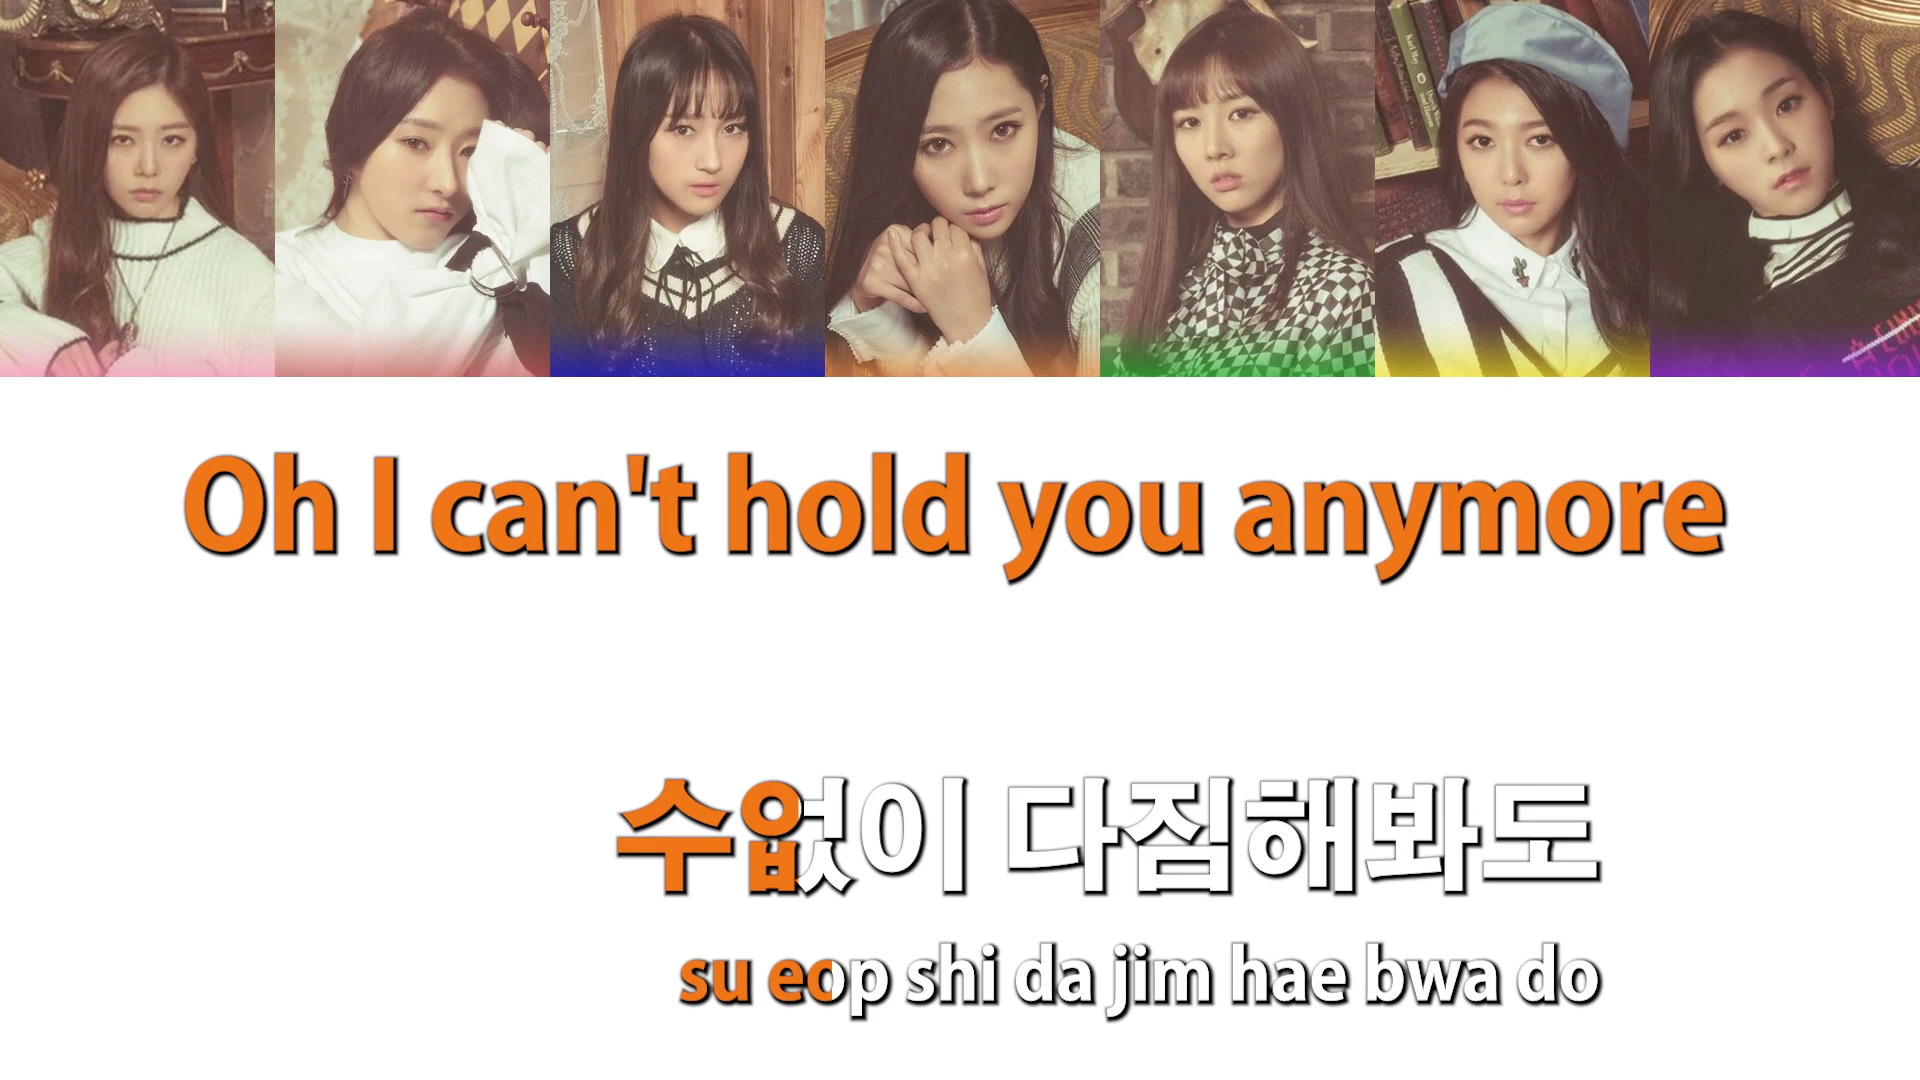 Oh I can't hold you anymore
수없이 다짐해봐도
su eop shi da jim hae bwa do